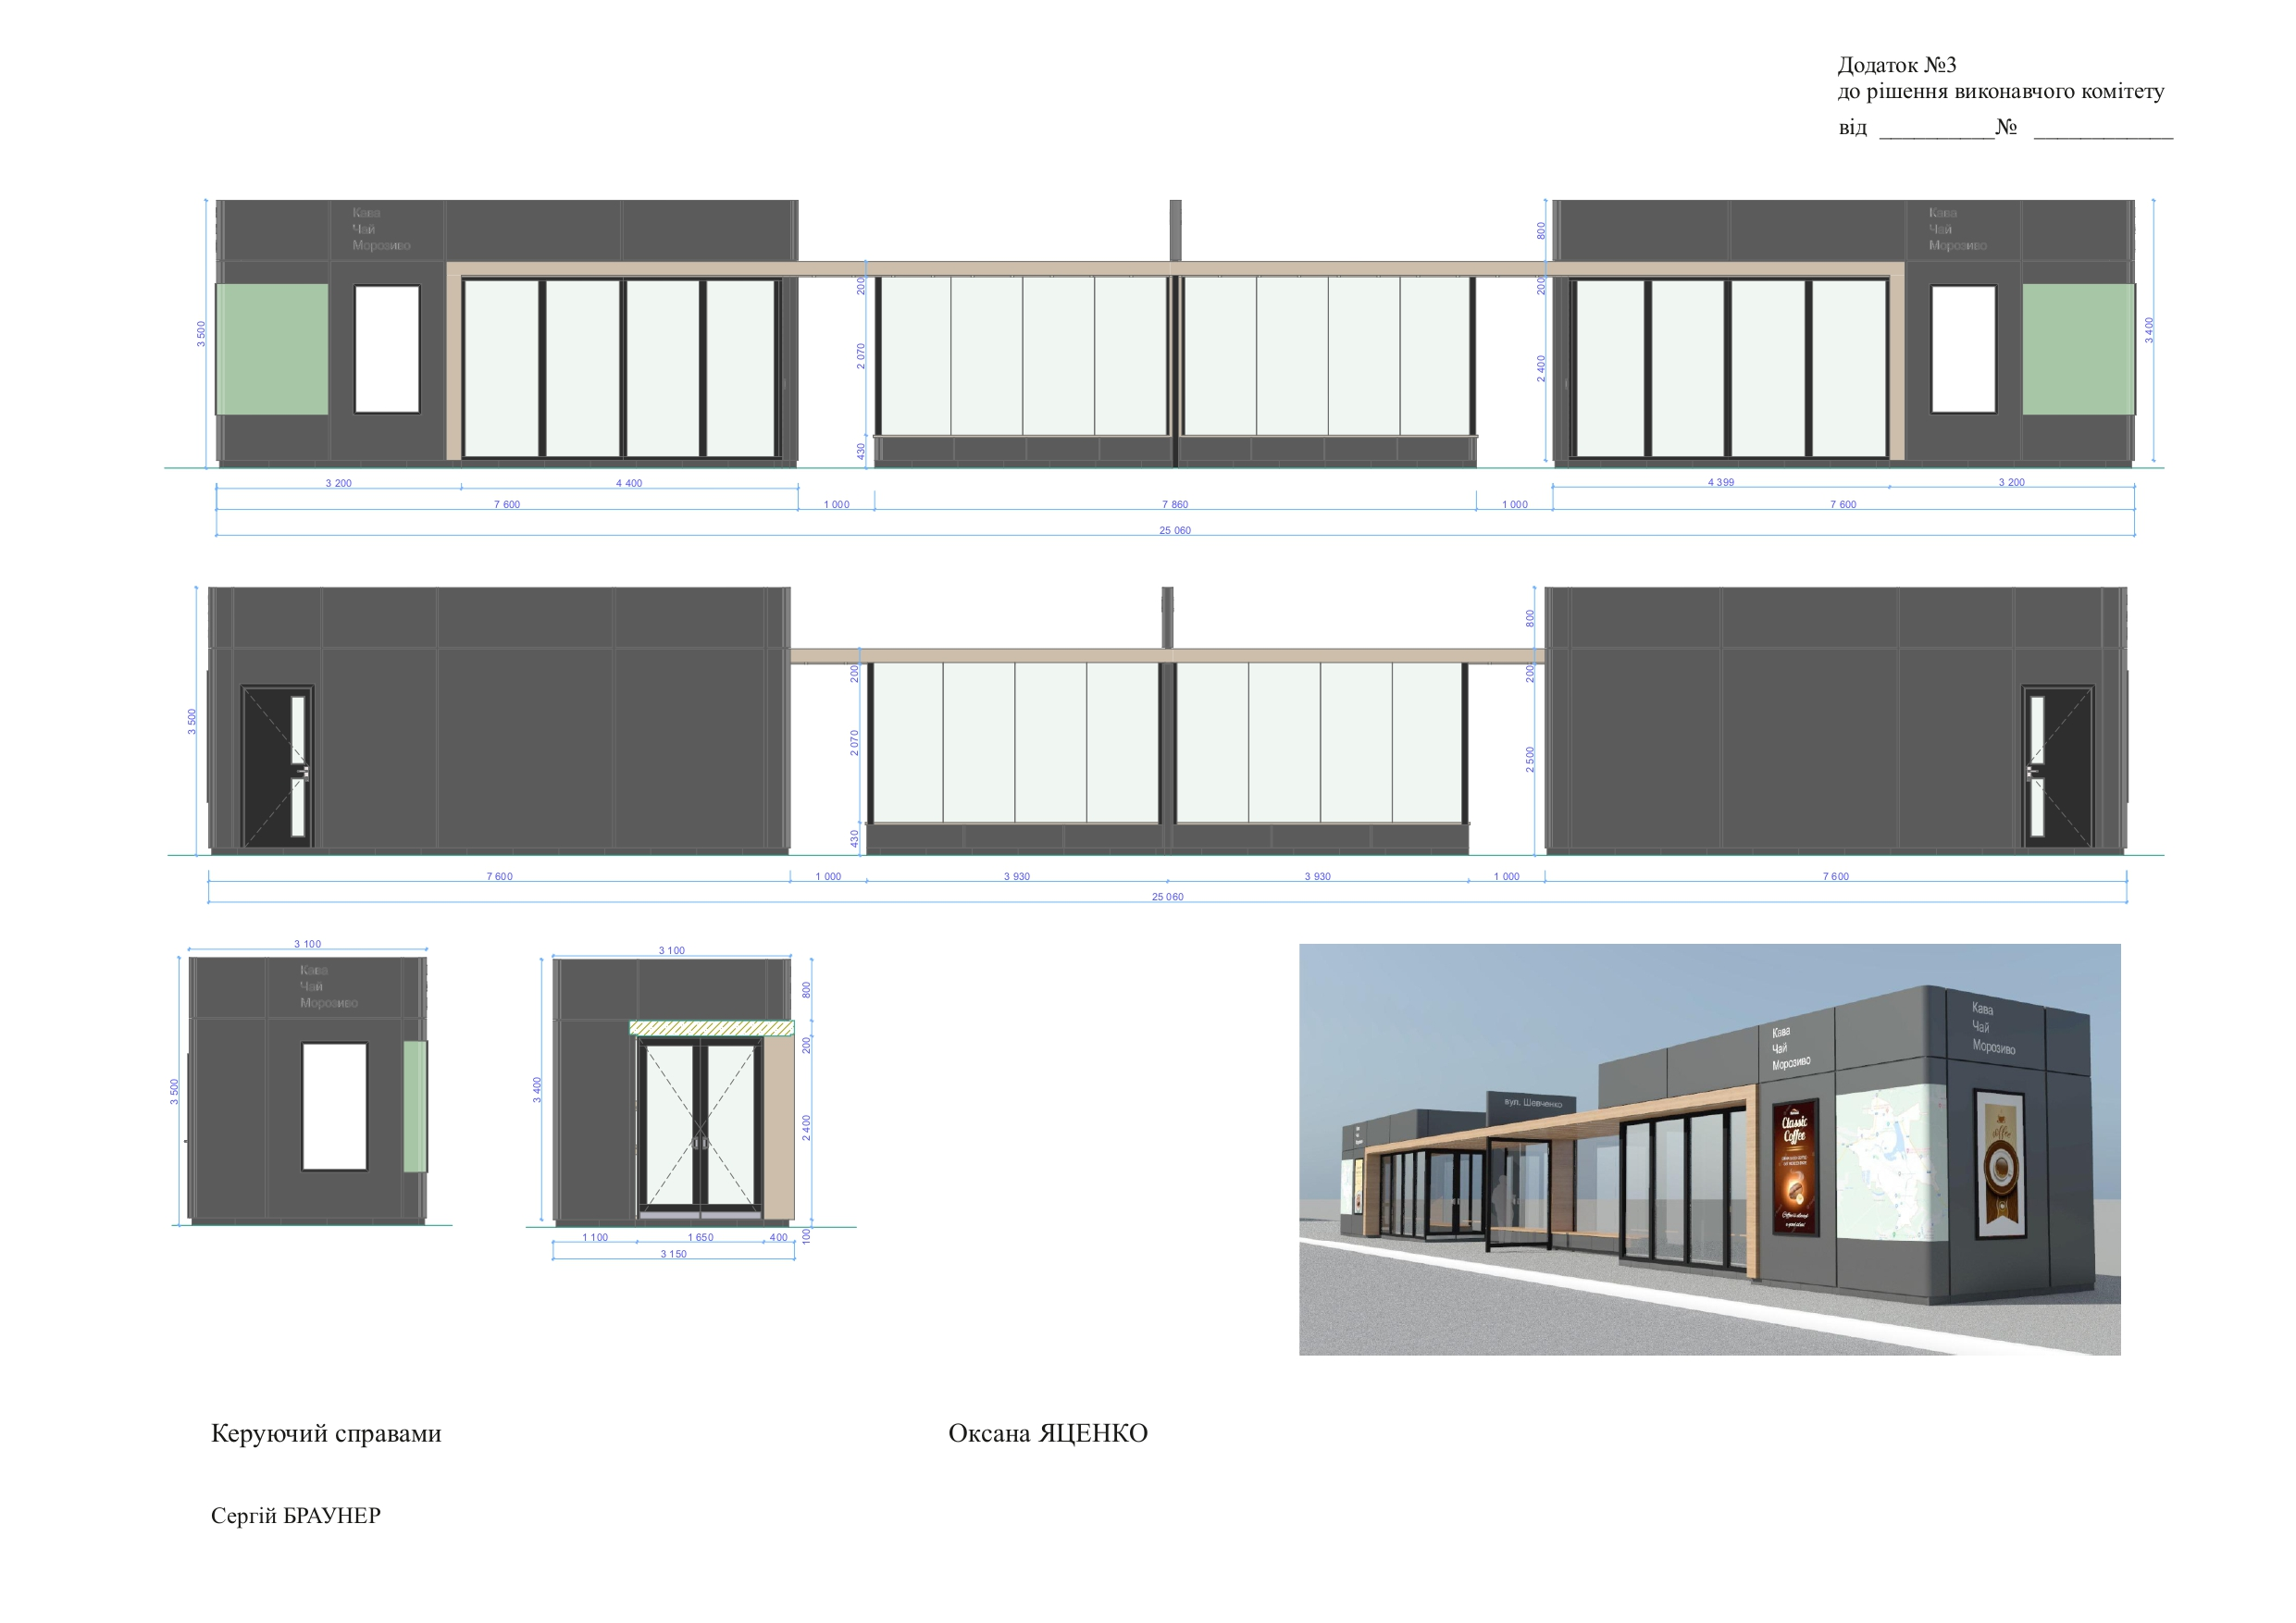 Додаток №3
до рішення виконавчого комітету
від __________№ ____________
Кава
Чай
Морозиво
Кава
Чай
Морозиво
3 500
200
2 070
430
800
200
2 400
3 400
3 200
4 400
4 399
3 200
7 600
1 000
7 860
1 000
7 600
25 060
3 500
200
2 070
430
800
200
2 500
7 600
1 000
3 930
3 930
1 000
7 600
25 060
3 100
Кава
Чай
Морозиво
3 500
3 100
3 400
800
200
2 400
100
1 100
1 650
400
3 150
вул. Шевченко
Кава
Чай
Морозиво
Кава
Чай
Морозиво
Classic
Coffee
coffee
Керуючий справами
Оксана ЯЦЕНКО
Сергій БРАУНЕР